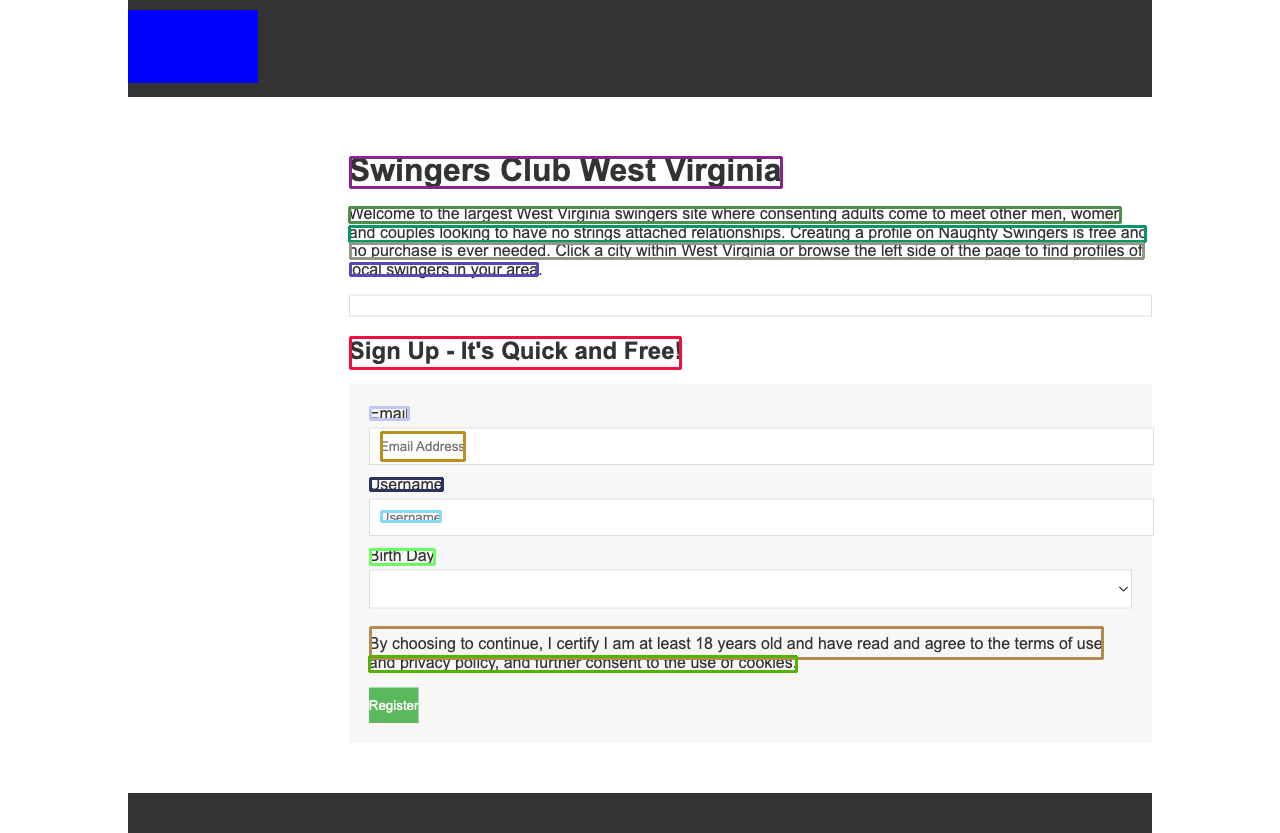 Swingers Club West Virginia
Welcome to the largest West Virginia swingers site where consenting adults come to meet other men, women
and couples looking to have no strings attached relationships. Creating a profile on Naughty Swingers is free and
no purchase is ever needed. Click a city within West Virginia or browse the left side of the page to find profiles of
local swingers in your area.
Sign Up - It's Quick and Free!
Email
Email Address
Username
Username
Birth Day
By choosing to continue, I certify I am at least 18 years old and have read and agree to the terms of use
and privacy policy, and further consent to the use of cookies.
Register